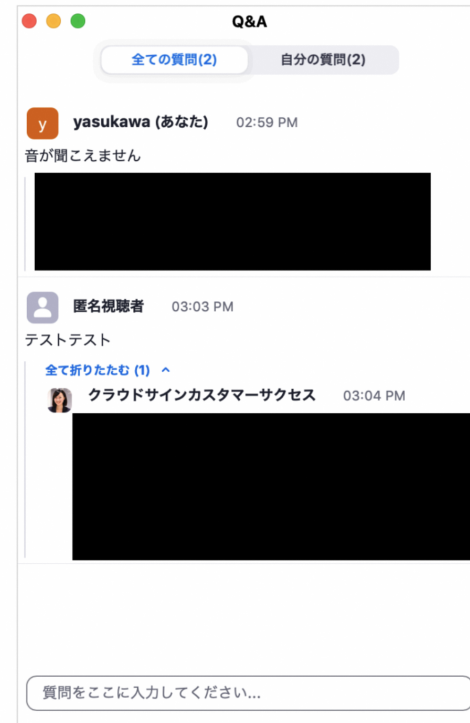 Q&A
全ての質問(2) 自分の質問(2)
y yasukawa (あなた) 02:59 PM
音が聞こえません
匿名視聴者 03:03 PM
テストテスト
全て折りたたむ (1)
クラウドサインカスタマーサクセス 03:04 PM
質問をここに入力してください...